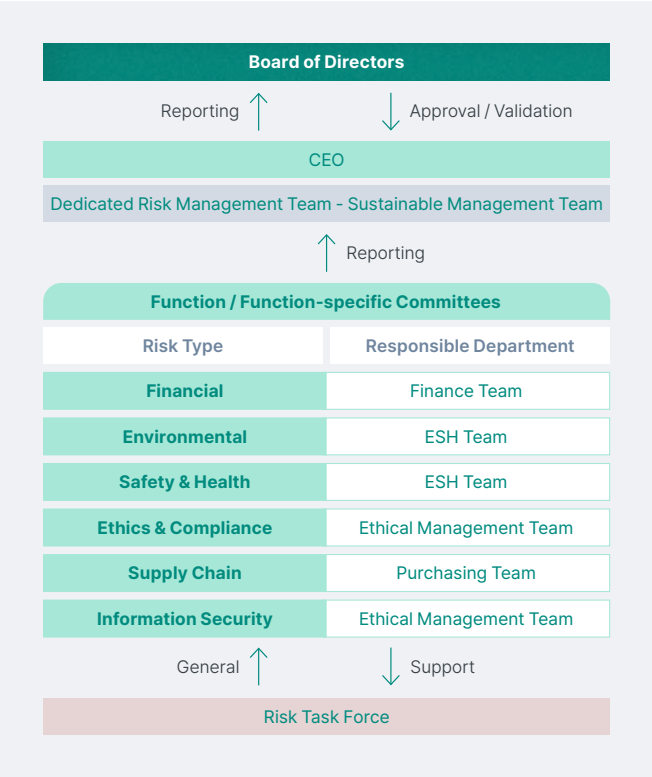 Board of Directors
Reporting
Approval / Validation
CEO
Dedicated Risk Management Team - Sustainable Management Team
Reporting
Function / Function-specific Committees
Risk Type
Responsible Department
Financial
Finance Team
Environmental
ESH Team
Safety & Health
ESH Team
Ethics & Compliance
Ethical Management Team
Supply Chain
Purchasing Team
Information Security
Ethical Management Team
General
Support
Risk Task Force